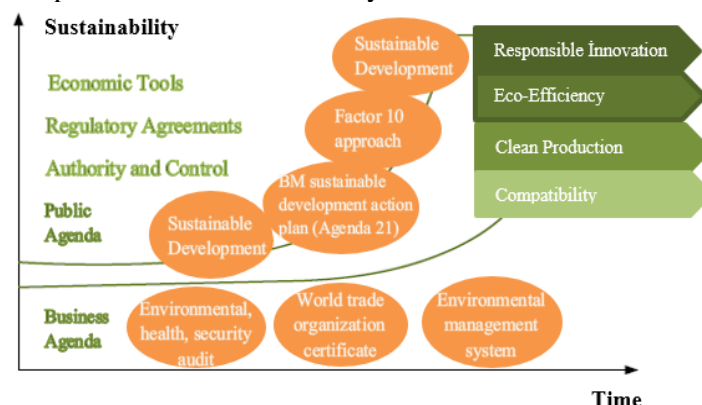 Sustainability
Economic Tools
Regulatory Agreements
Authority and Control
Public
Agenda
Sustainable
Development
BM sustainable
development action
plan (Agenda 21)
Factor 10
approach
Sustainable
Development
Responsible İnnovation
Eco-Efficiency
Clean Production
Compatibility
Business
Agenda
Environmental,
health, security
audit
World trade
organization
certificate
Environmental
management
system
Time